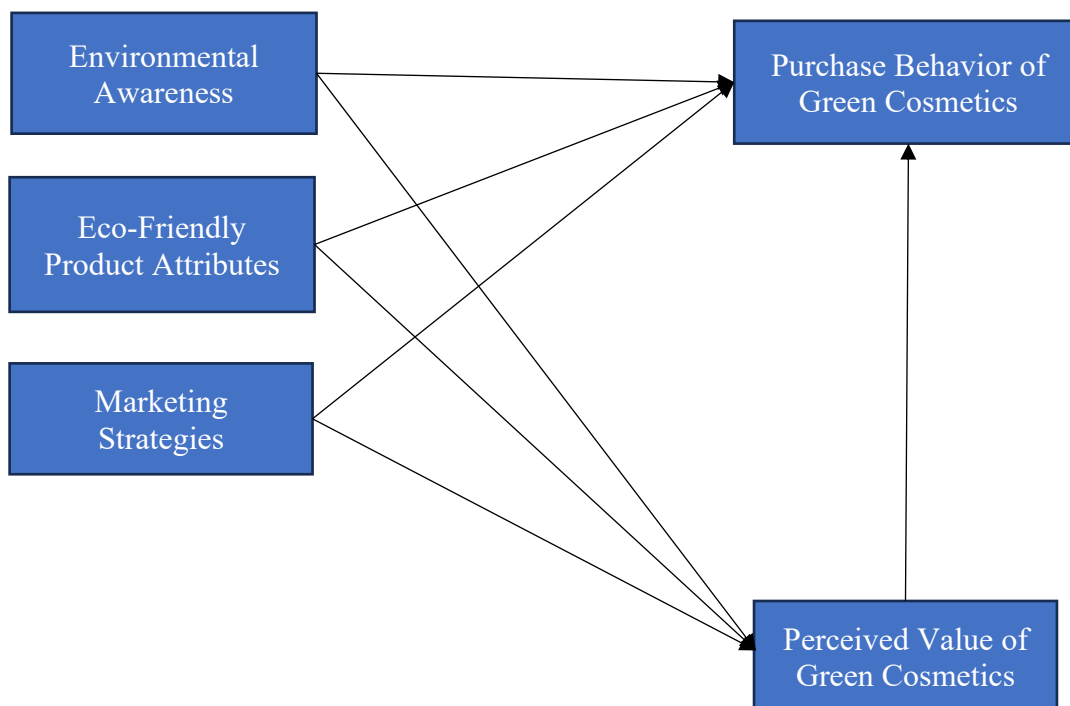 Environmental
Awareness
Purchase Behavior of
Green Cosmetics
Eco-Friendly
Product Attributes
Marketing
Strategies
Perceived Value of
Green Cosmetics